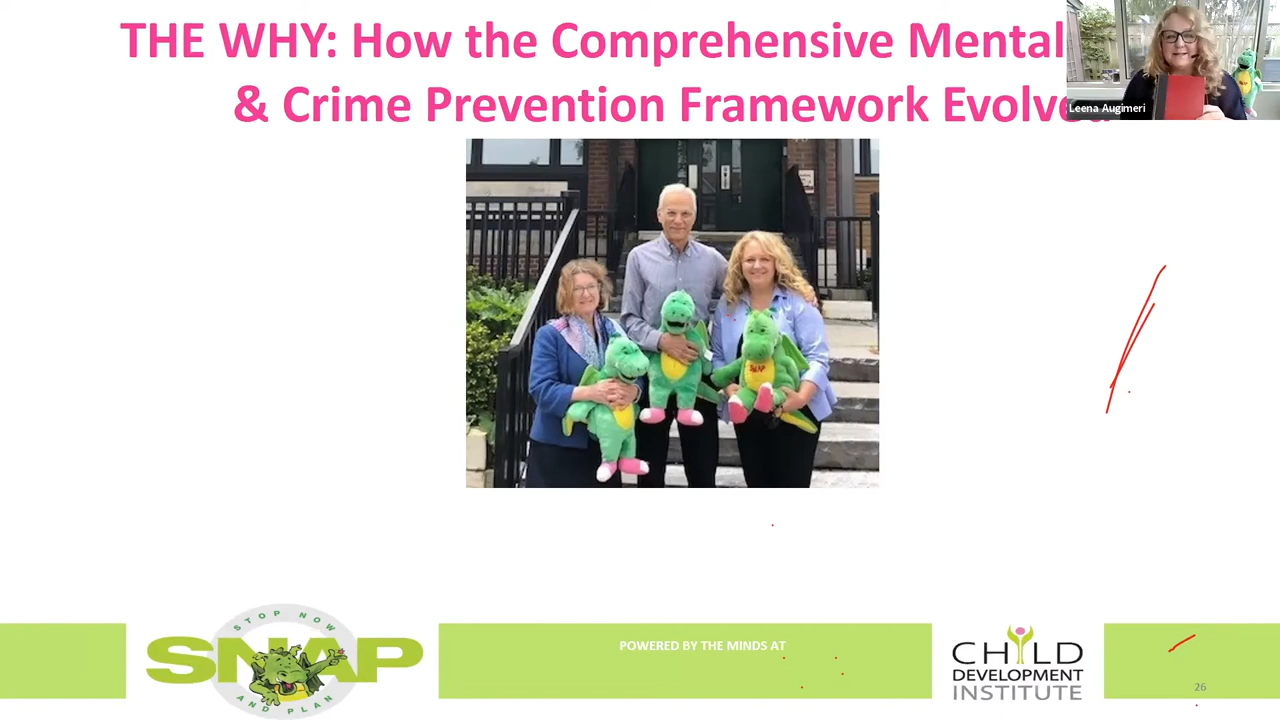 THE WHY: How the Comprehensive Mental
& Crime Prevention Framework Evolved
Leena Augimeri
SNAP
STOP NOW
SNAP
AND PLAN
POWERED BY THE MINDS AT
CHILD
DEVELOPMENT
INSTITUTE
26